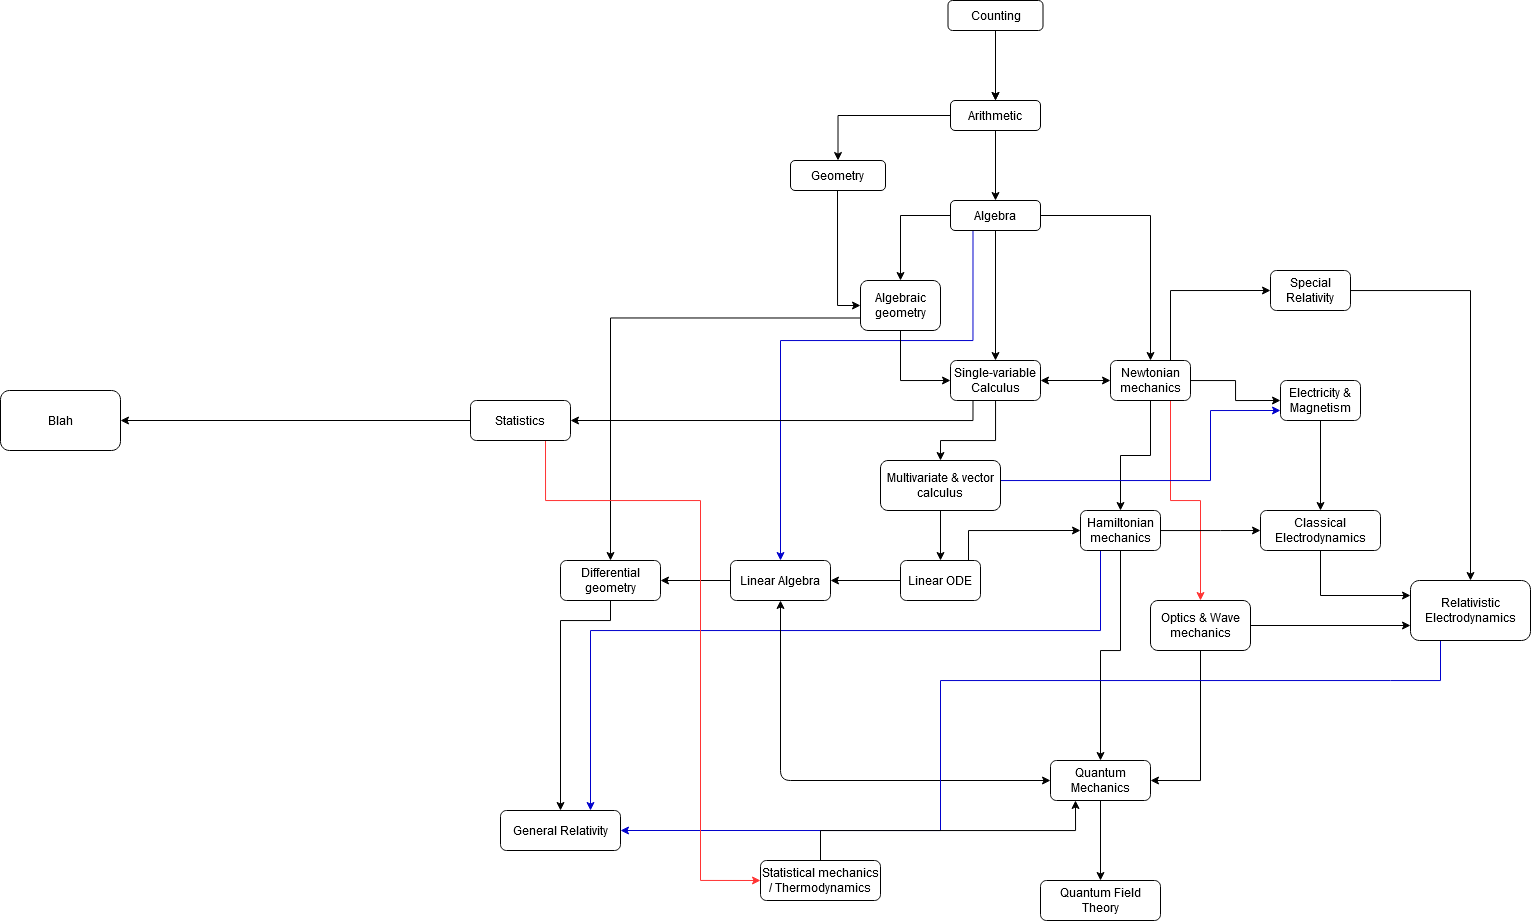 Counting
Arithmetic
Geometry
Algebra
Special
Relativity
Algebraic
geometry
Single-variable
Calculus
Newtonian
mechanics
Electricity &
Magnetism
Blah
Statistics
Multivariate & vector
calculus
Hamiltonian
mechanics
Classical
Electrodynamics
Differential
geometry
Linear Algebra
Linear ODE
Optics & Wave
mechanics
Relativistic
Electrodynamics
Quantum
Mechanics
General Relativity
Statistical mechanics
/ Thermodynamics
Quantum Field
Theory